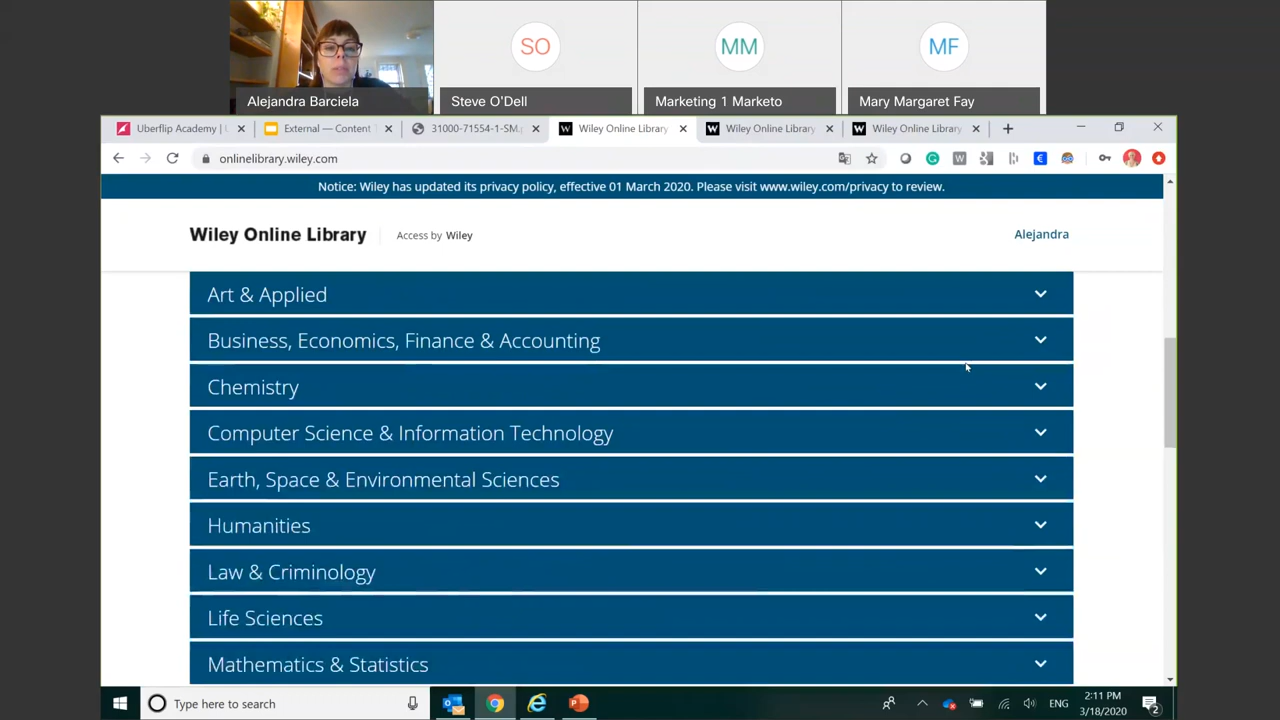 SO
MM
MF
Alejandra Barciela
Steve O'Dell
Marketing 1 Marketo
Mary Margaret Fay
Uberflip Academy |
External — Content
31000-71554-1-SM.
Wiley Online Library
Wiley Online Library
Wiley Online Library
onlinelibrary.wiley.com
Notice: Wiley has updated its privacy policy, effective 01 March 2020. Please visit www.wiley.com/privacy to review.
Wiley Online Library
Access by Wiley
Alejandra
Art & Applied
Business, Economics, Finance & Accounting
Chemistry
Computer Science & Information Technology
Earth, Space & Environmental Sciences
Humanities
Law & Criminology
Life Sciences
Mathematics & Statistics
Type here to search
ENG
2:11 PM
3/18/2020
2